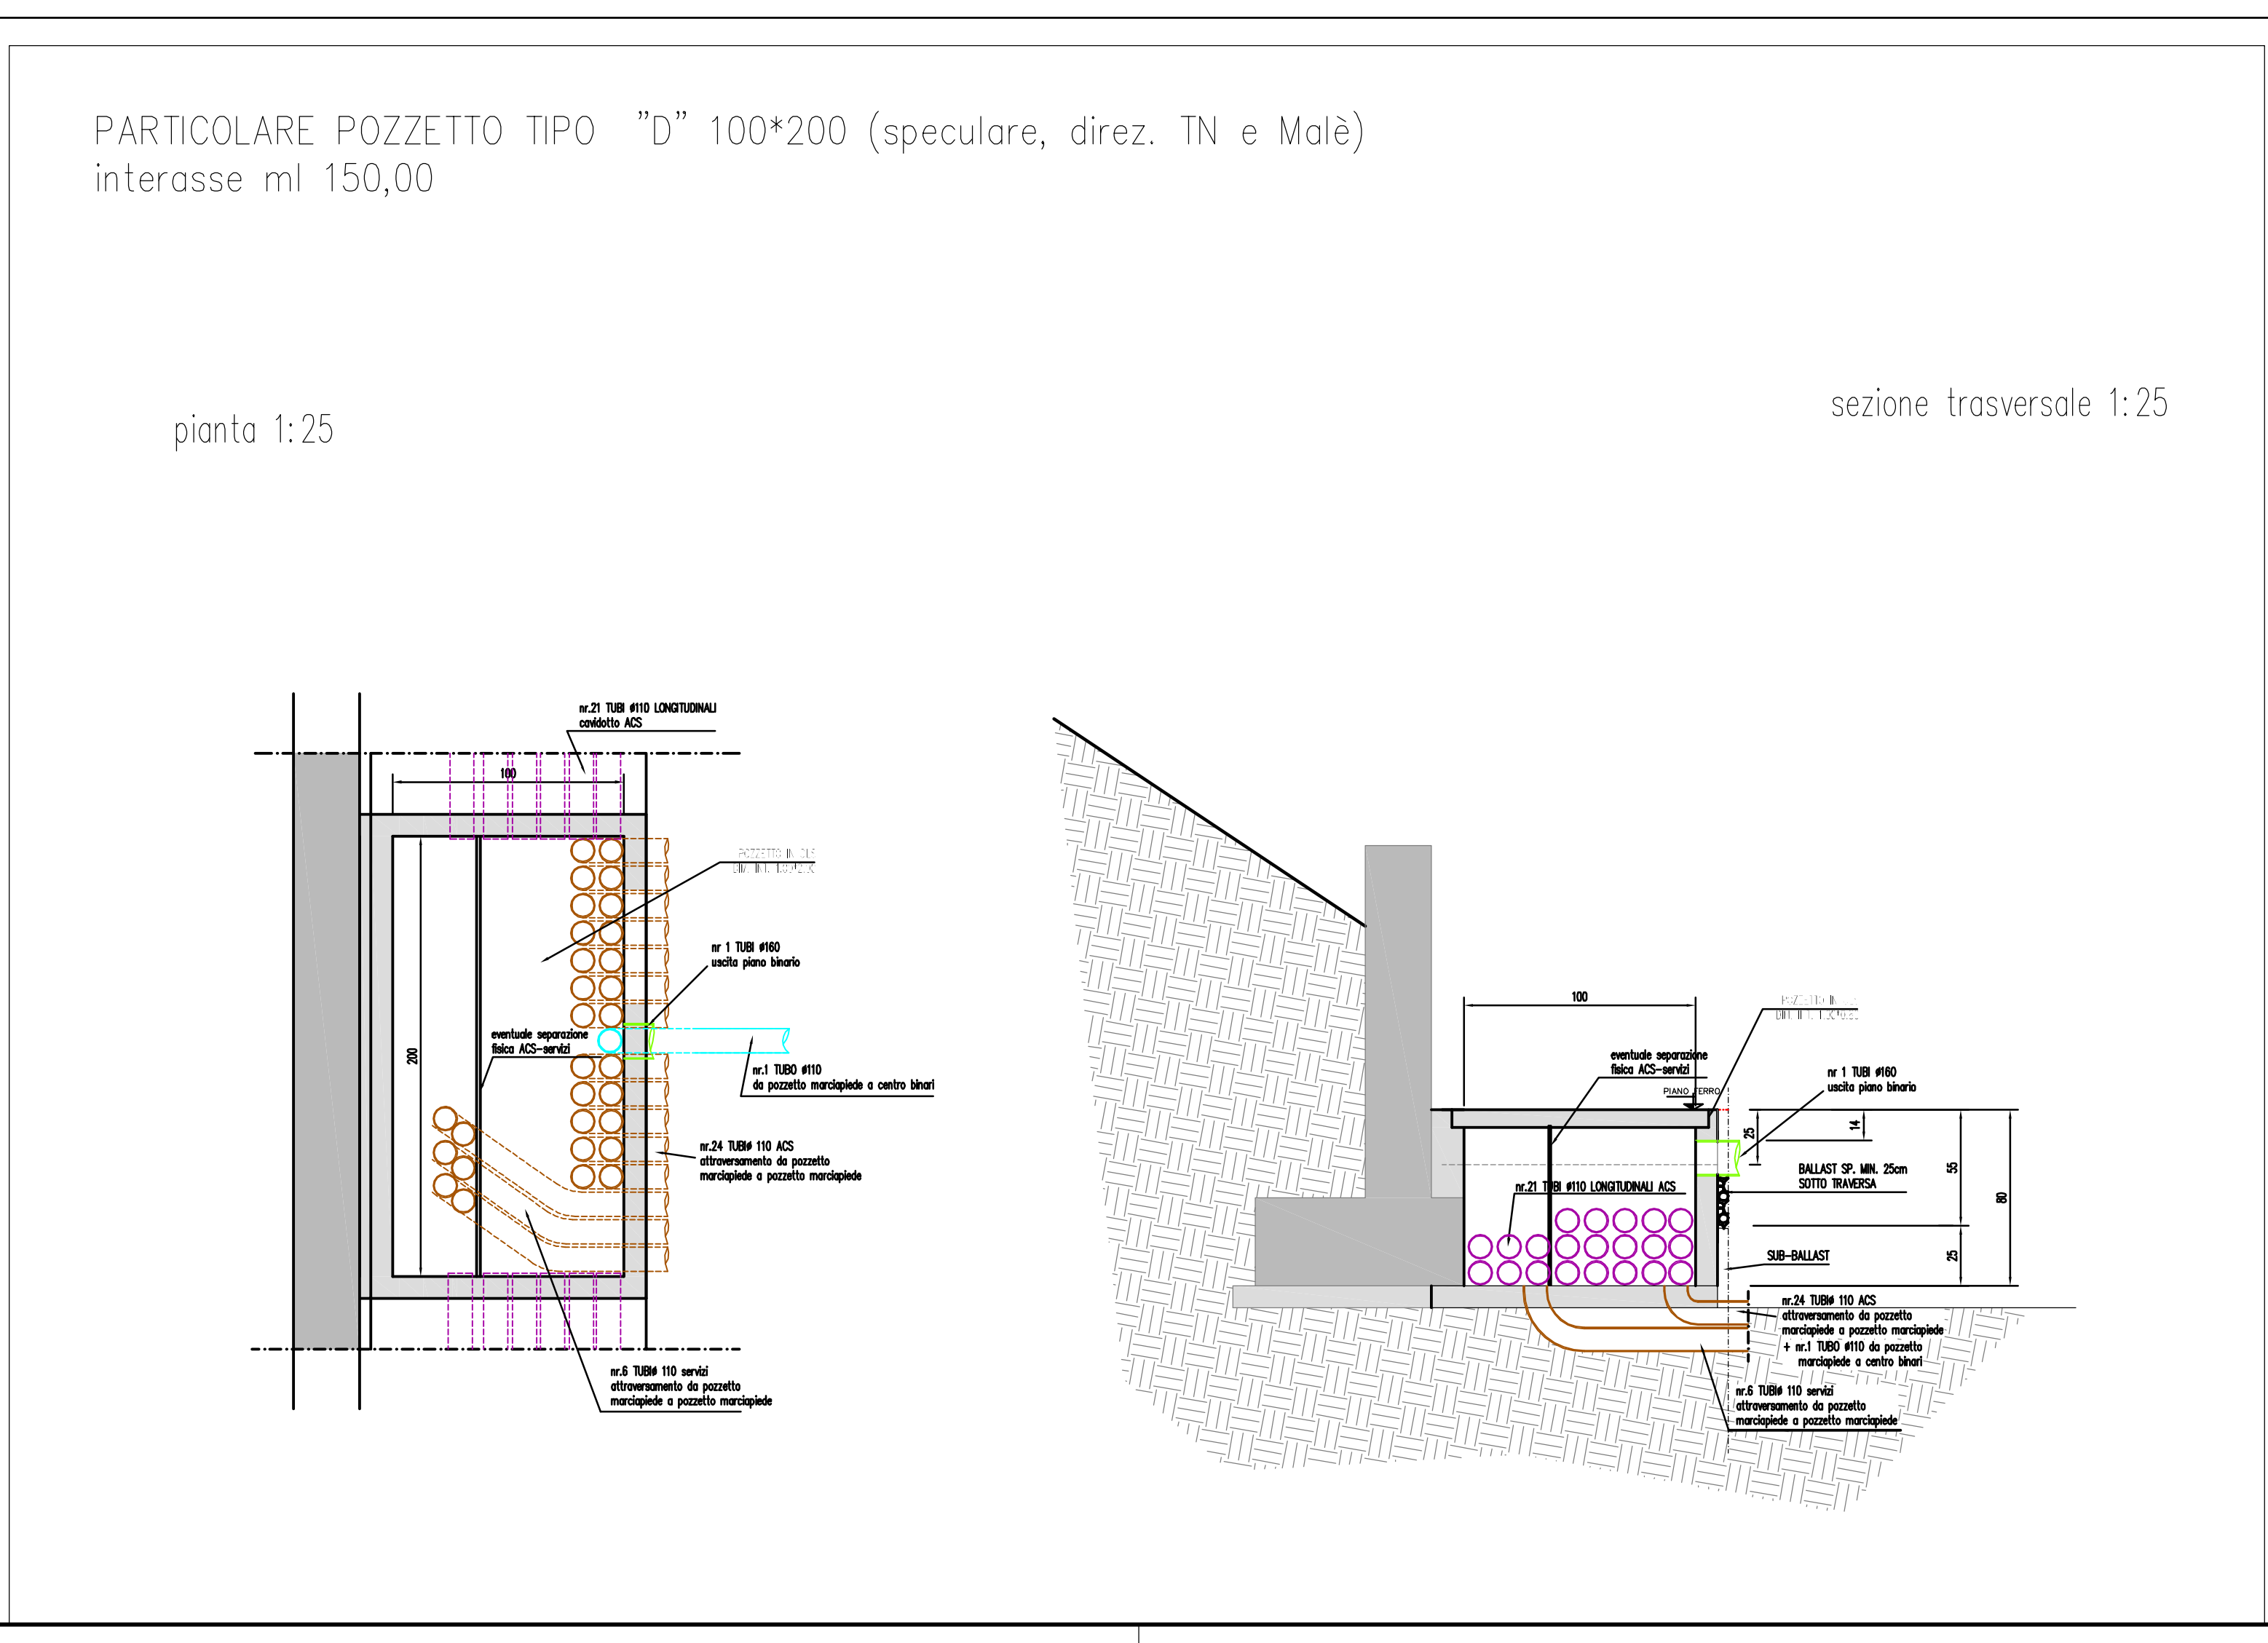 PARTICOLARE POZZETTO TIPO "D" 100*200 (speculare, direz. TN e Malè)
interasse ml 150,00
pianta 1:25
sezione trasversale 1:25
nr.21 TUBI ø110 LONGITUDINALI
cavidotto ACS
100
POZZETTO IN CLS
nr 1 TUBI ø160
uscita piano binario
eventuale separazione
fisica ACS-servizi
200
nr.1 TUBO ø110
da pozzetto marciapiede a centro binari
nr.24 TUBIø 110 ACS
attraversamento da pozzetto
marciapiede a pozzetto marciapiede
nr.6 TUBIø 110 servizi
attraversamento da pozzetto
marciapiede a pozzetto marciapiede
100
POZZETTO IN
eventuale separazione
fisica ACS-servizi
PIANO FERRO
nr 1 TUBI ø160
uscita piano binario
25
14
55
80
25
BALLAST SP. MIN. 25cm
SOTTO TRAVERSA
nr.21 TUBI ø110 LONGITUDINALI ACS
SUB-BALLAST
nr.24 TUBIø 110 ACS
attraversamento da pozzetto
marciapiede a pozzetto marciapiede
+ nr.1 TUBO ø110 da pozzetto
marciapiede a centro binari
nr.6 TUBIø 110 servizi
attraversamento da pozzetto
marciapiede a pozzetto marciapiede